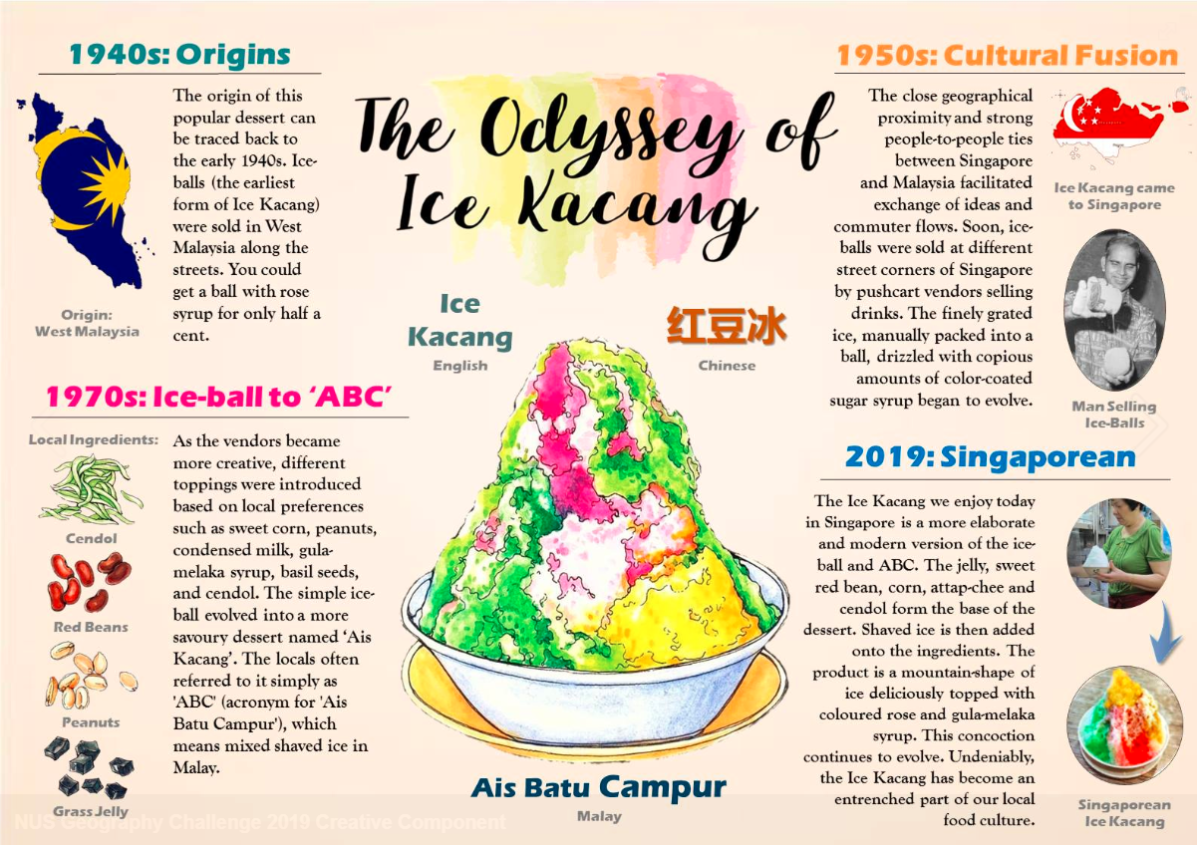 The Odyssey of
Ice Kacang
1940s: Origins
The origin of this
popular dessert can
be traced back to
the early 1940s. Ice-
balls (the earliest
form of Ice Kacang)
were sold in West
Malaysia along the
streets. You could
get a ball with rose
syrup for only half a
cent.
Origin:
West Malaysia
1950s: Cultural Fusion
The close geographical
proximity and strong
people-to-people ties
between Singapore
and Malaysia facilitated
exchange of ideas and
commuter flows. Soon, ice-
balls were sold at different
street corners of Singapore
by pushcart vendors selling
drinks. The finely grated
ice, manually packed into a
ball, drizzled with copious
amounts of color-coated
sugar syrup began to evolve.
Ice Kacang came
to Singapore
Man Selling
Ice-Balls
Ice
Kacang
English
红豆冰
Chinese
Ais Batu Campur
Malay
1970s: Ice-ball to ‘ABC’
Local Ingredients:
Cendol
Red Beans
Peanuts
Grass Jelly
As the vendors became
more creative, different
toppings were introduced
based on local preferences
such as sweet corn, peanuts,
condensed milk, gula-
melaka syrup, basil seeds,
and cendol. The simple ice-
ball evolved into a more
savoury dessert named ‘Ais
Kacang’. The locals often
referred to it simply as
'ABC' (acronym for 'Ais
Batu Campur'), which
means mixed shaved ice in
Malay.
2019: Singaporean
The Ice Kacang we enjoy today
in Singapore is a more elaborate
and modern version of the ice-
ball and ABC. The jelly, sweet
red bean, corn, attap-chee and
cendol form the base of the
dessert. Shaved ice is then added
onto the ingredients. The
product is a mountain-shape of
ice deliciously topped with
coloured rose and gula-melaka
syrup. This concoction
continues to evolve. Undeniably,
the Ice Kacang has become an
entrenched part of our local
food culture.
Singaporean
Ice Kacang
NUS Geography Challenge 2019 Creative Component